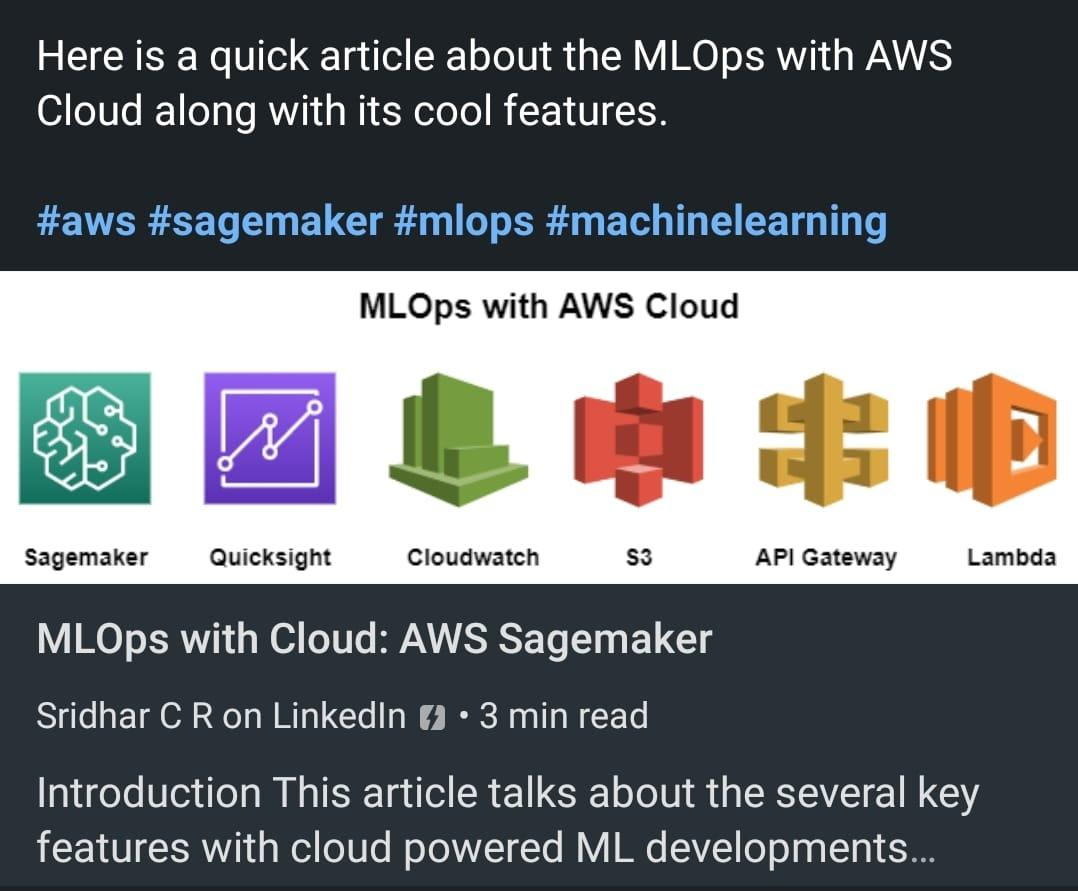 Here is a quick article about the MLOps with AWS
Cloud along with its cool features.
#aws #sagemaker #mlops #machinelearning
MLOps with AWS Cloud
Sagemaker
Quicksight
Cloudwatch
S3
API Gateway
Lambda
MLOps with Cloud: AWS Sagemaker
Sridhar C R on LinkedIn • 3 min read
Introduction This article talks about the several key
features with cloud powered ML developments...